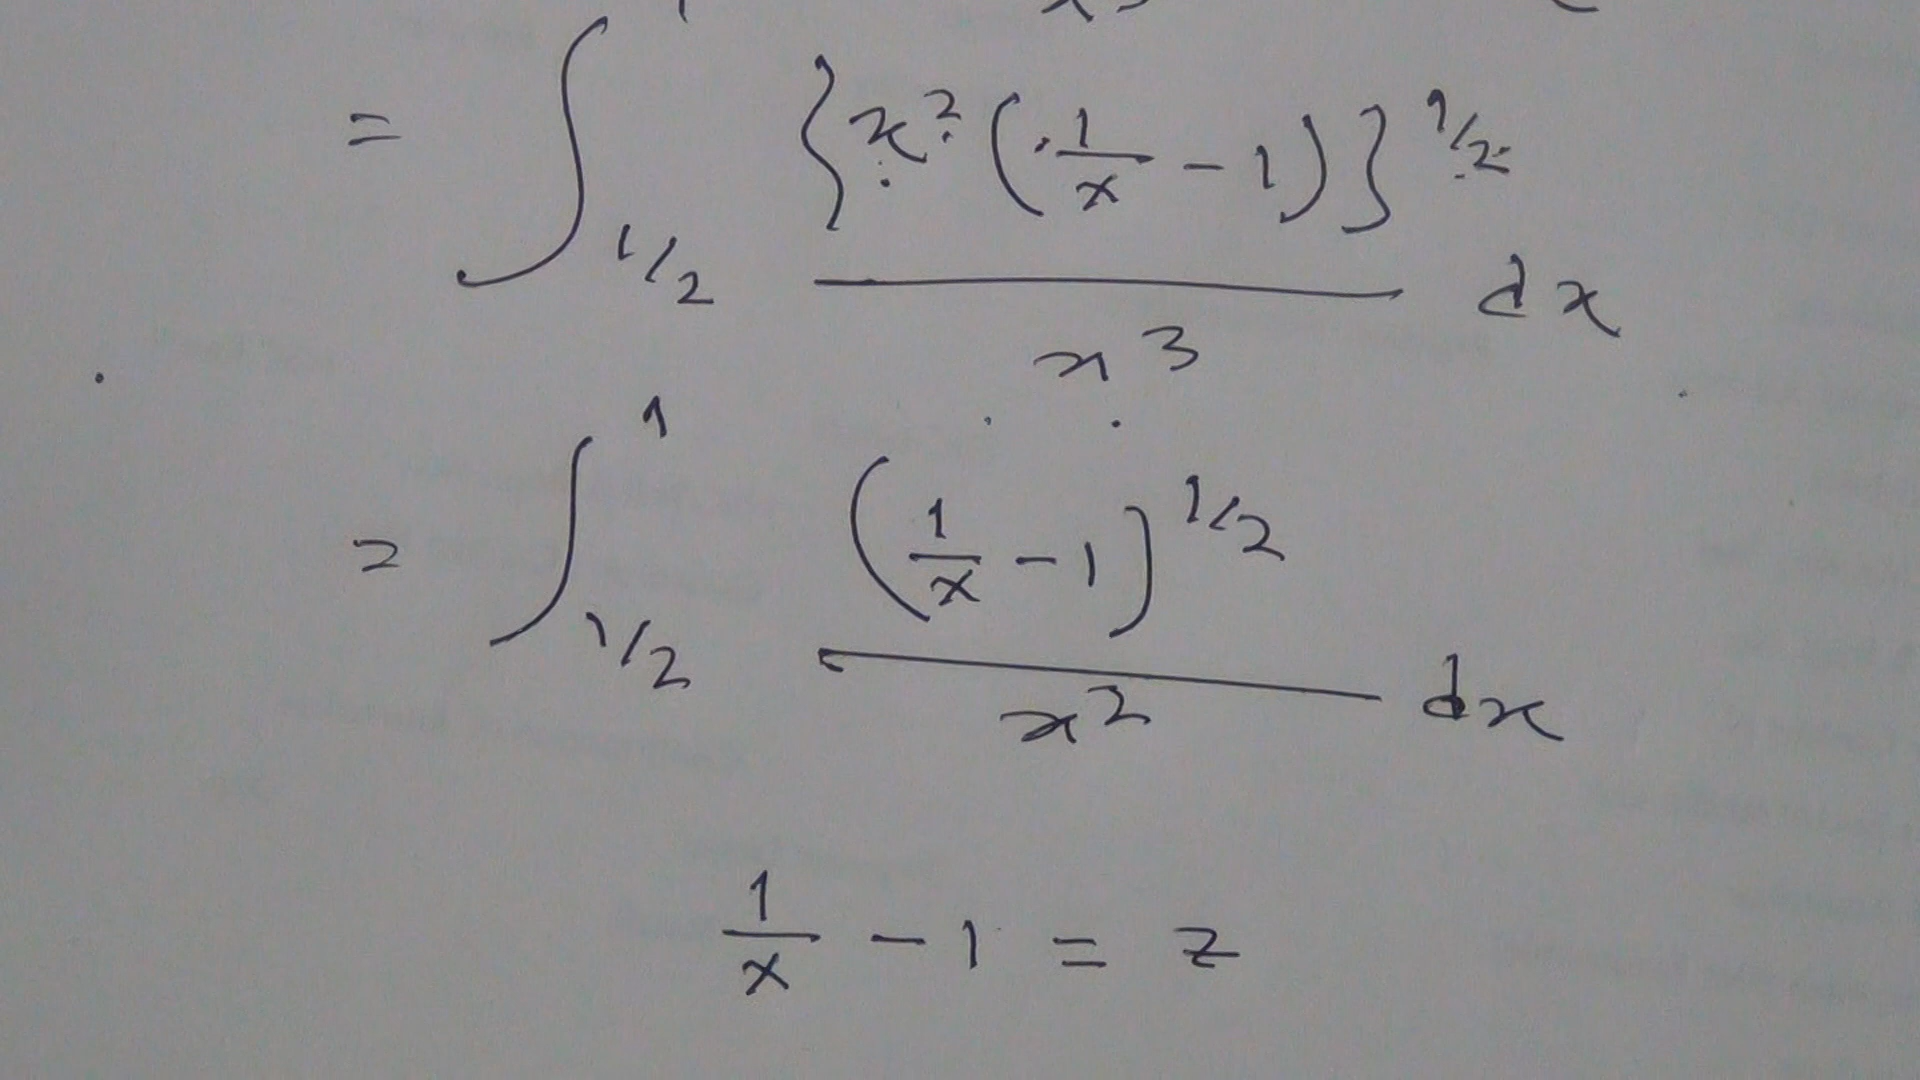 = ∫_{1/2} {x²(1/x - 1)}^{1/2} / x³ dx
= ∫_{1/2}^{1} (1/x - 1)^{1/2} / x² dx
1/x - 1 = z